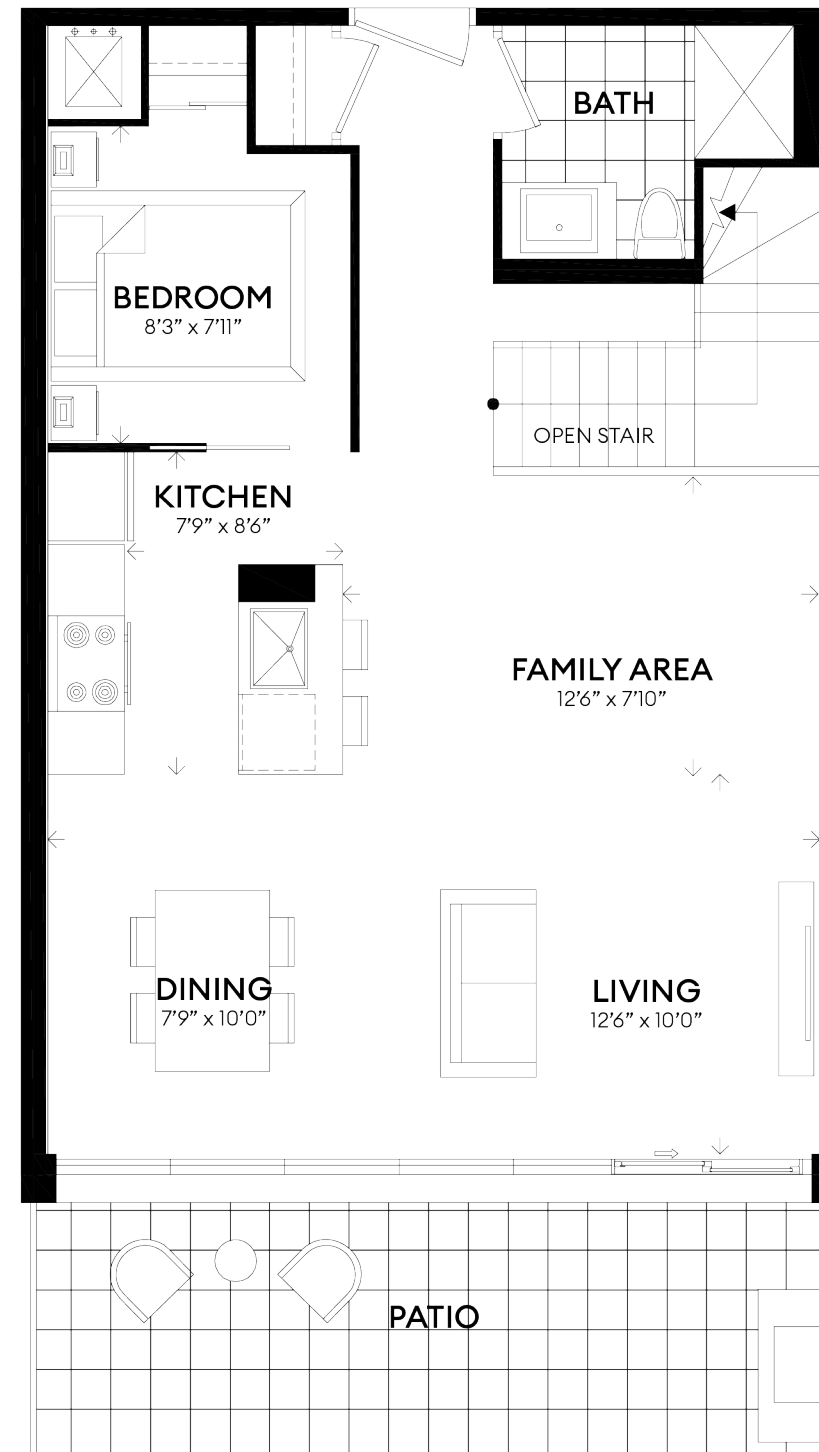 BATH
BEDROOM
8’3” x 7’11”
OPEN STAIR
KITCHEN
7’9” x 8’6”
FAMILY AREA
12’6” x 7’10”
DINING
7’9” x 10’0”
LIVING
12’6” x 10’0”
PATIO